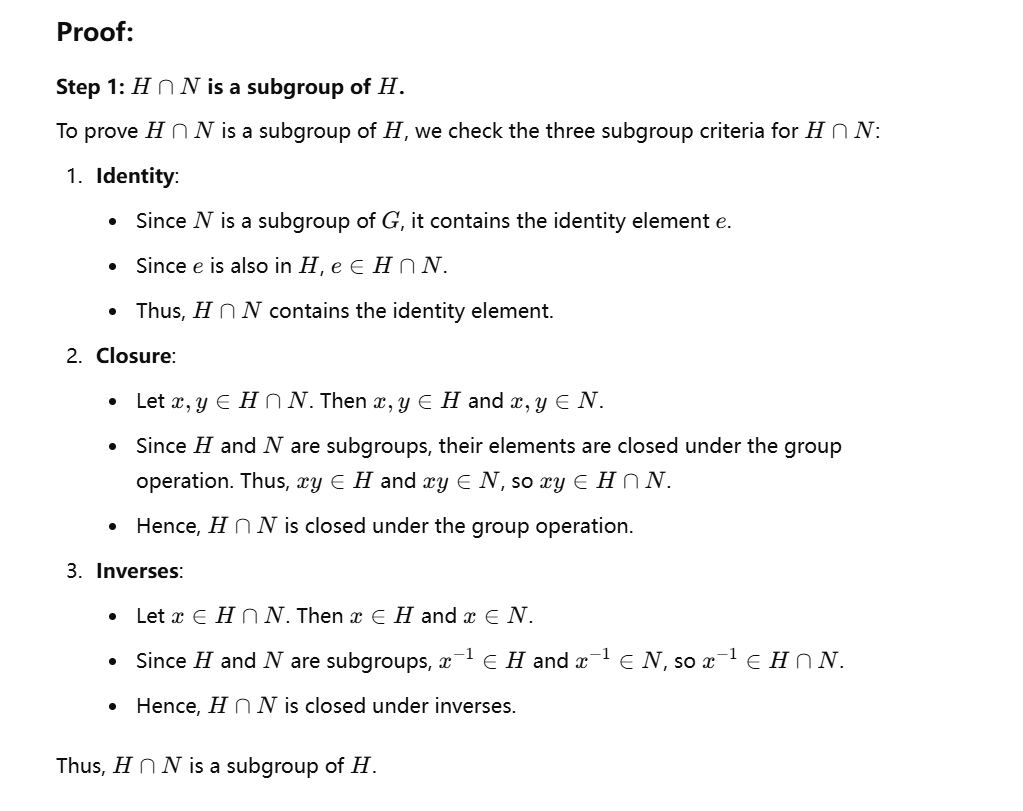 Proof:
Step 1: H ∩ N is a subgroup of H.
To prove H ∩ N is a subgroup of H, we check the three subgroup criteria for H ∩ N:
1. Identity:
• Since N is a subgroup of G, it contains the identity element e.
• Since e is also in H, e ∈ H ∩ N.
• Thus, H ∩ N contains the identity element.
2. Closure:
• Let x, y ∈ H ∩ N. Then x, y ∈ H and x, y ∈ N.
• Since H and N are subgroups, their elements are closed under the group
operation. Thus, xy ∈ H and xy ∈ N, so xy ∈ H ∩ N.
• Hence, H ∩ N is closed under the group operation.
3. Inverses:
• Let x ∈ H ∩ N. Then x ∈ H and x ∈ N.
• Since H and N are subgroups, x⁻¹ ∈ H and x⁻¹ ∈ N, so x⁻¹ ∈ H ∩ N.
• Hence, H ∩ N is closed under inverses.
Thus, H ∩ N is a subgroup of H.